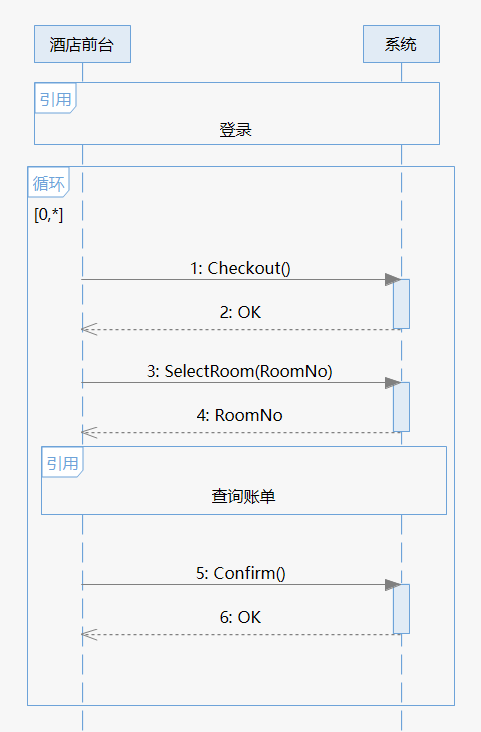 酒店前台
系统
引用
登录
循环
[0,*]
1: Checkout()
2: OK
3: SelectRoom(RoomNo)
4: RoomNo
引用
查询账单
5: Confirm()
6: OK